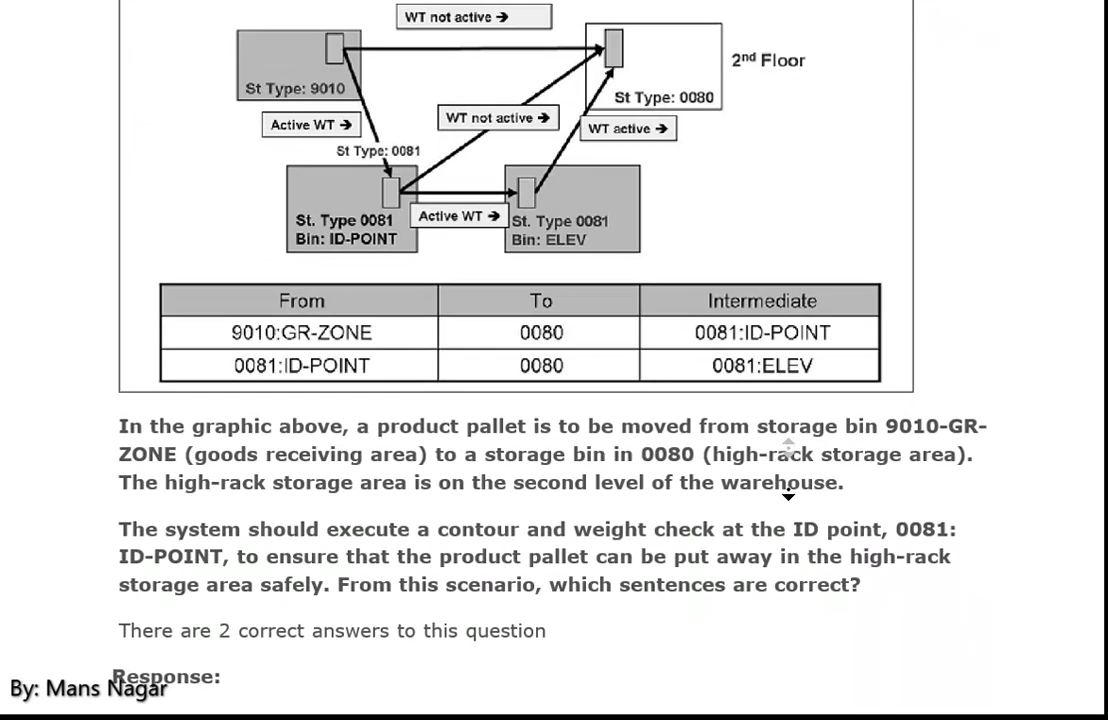 WT not active →
2nd Floor
St Type: 9010
St Type: 0080
WT not active →
Active WT →
WT active →
St Type: 0081
Active WT →
St. Type 0081
Bin: ID-POINT
St. Type 0081
Bin: ELEV
From To Intermediate
9010:GR-ZONE 0080 0081:ID-POINT
0081:ID-POINT 0080 0081:ELEV
In the graphic above, a product pallet is to be moved from storage bin 9010-GR-
ZONE (goods receiving area) to a storage bin in 0080 (high-rack storage area).
The high-rack storage area is on the second level of the warehouse.
The system should execute a contour and weight check at the ID point, 0081:
ID-POINT, to ensure that the product pallet can be put away in the high-rack
storage area safely. From this scenario, which sentences are correct?
There are 2 correct answers to this question
Response:
By: Mans Nagar